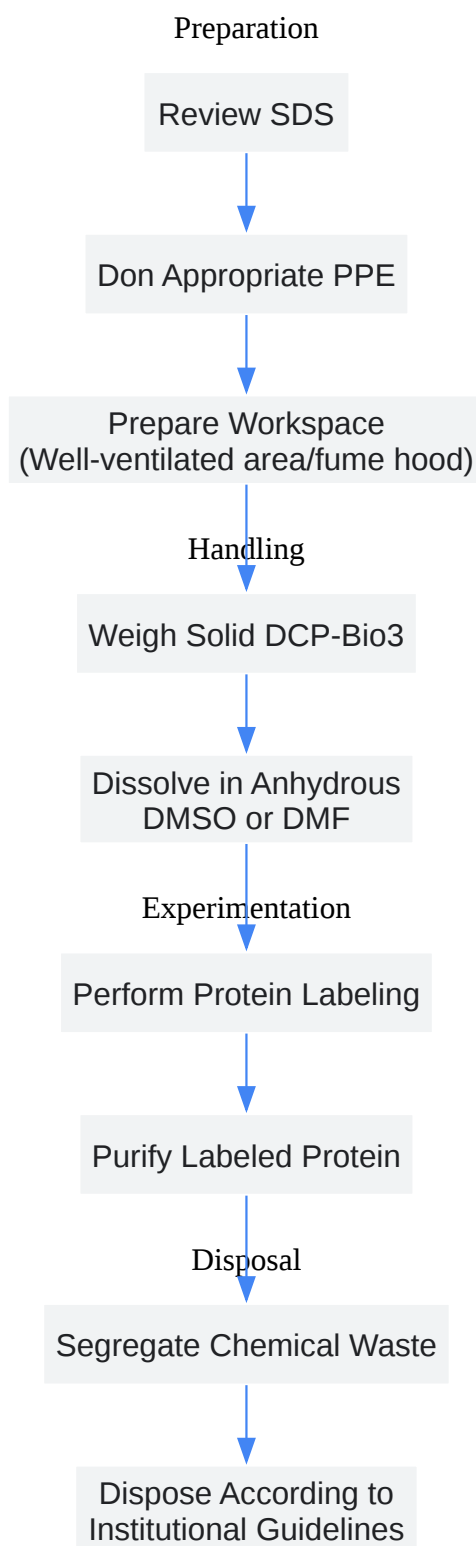 Preparation
Review SDS
Don Appropriate PPE
Prepare Workspace
(Well-ventilated area/fume hood)
Handling
Weigh Solid DCP-Bio3
Dissolve in Anhydrous
DMSO or DMF
Experimentation
Perform Protein Labeling
Purify Labeled Protein
Disposal
Segregate Chemical Waste
Dispose According to
Institutional Guidelines